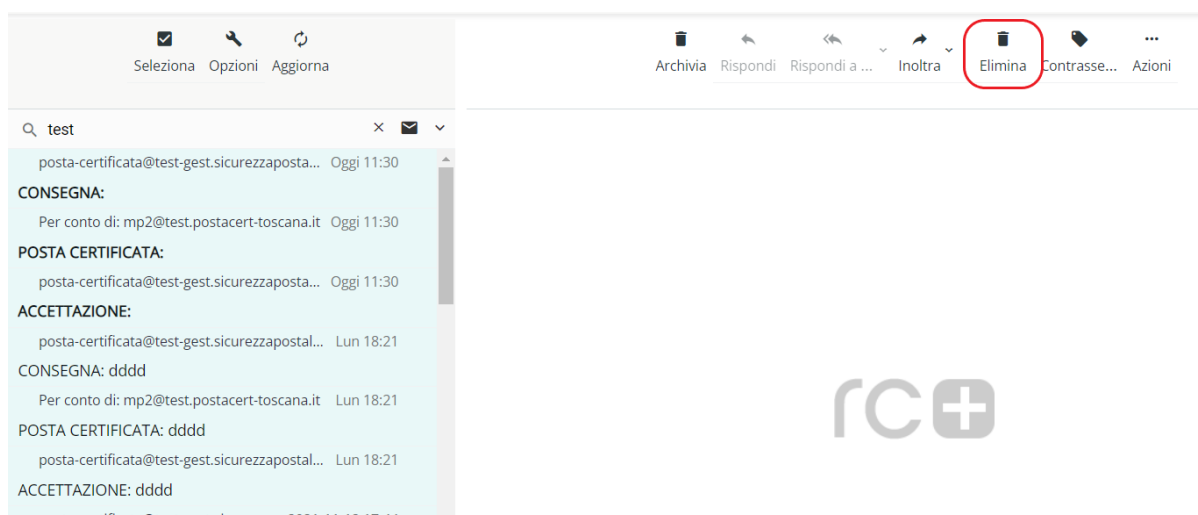 Seleziona Opzioni Aggiorna
Archivia Rispondi Rispondi a ... Inoltra Elimina Contrasse... Azioni
test
posta-certificata@test-gest.sicurezzaposta... Oggi 11:30
CONSEGNA:
Per conto di: mp2@test.postacert-toscana.it Oggi 11:30
POSTA CERTIFICATA:
posta-certificata@test-gest.sicurezzaposta... Oggi 11:30
ACCETTAZIONE:
posta-certificata@test-gest.sicurezzapostal... Lun 18:21
CONSEGNA: dddd
Per conto di: mp2@test.postacert-toscana.it Lun 18:21
POSTA CERTIFICATA: dddd
posta-certificata@test-gest.sicurezzapostal... Lun 18:21
ACCETTAZIONE: dddd
rc+